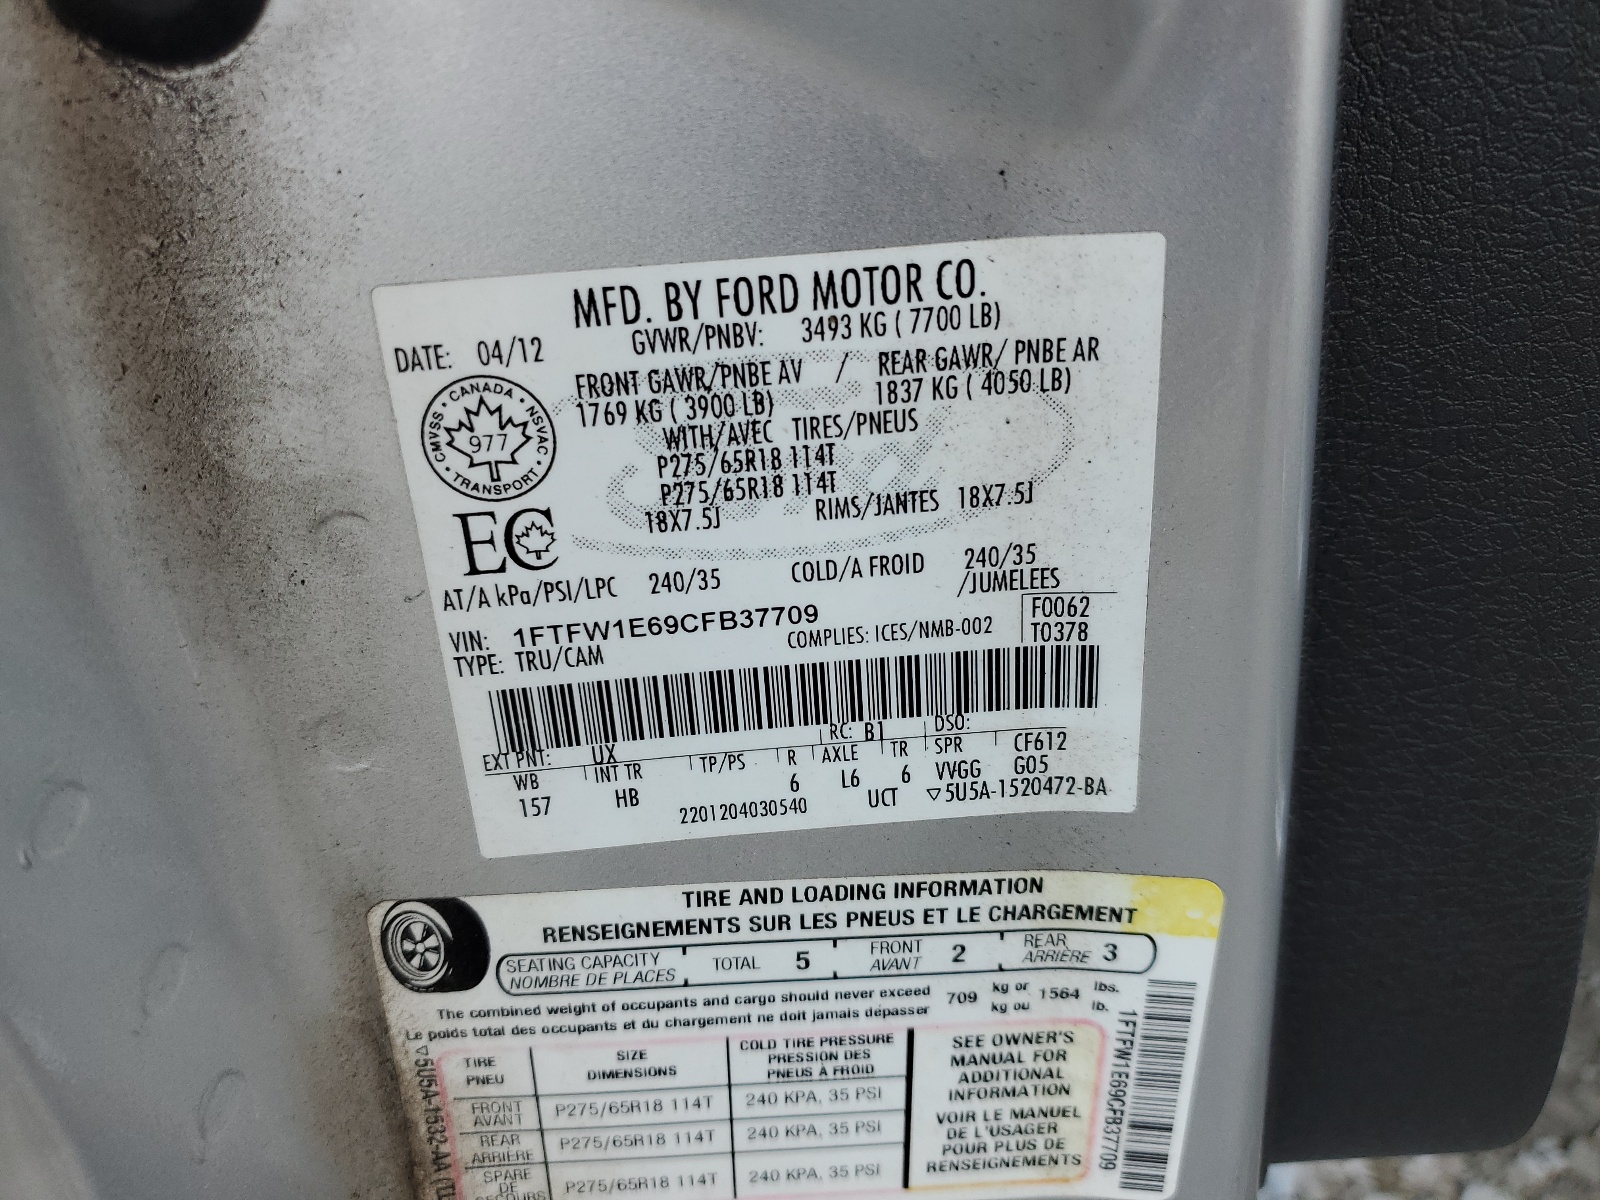 MFD. BY FORD MOTOR CO.
DATE: 04/12 GVWR/PNBV: 3493 KG ( 7700 LB)
FRONT GAWR/PNBE AV / REAR GAWR/ PNBE AR
1769 KG ( 3900 LB) 1837 KG ( 4050 LB)
CANADA · NSVAC · TRANSPORT · CMVSS ·
977
WITH/AVEC TIRES/PNEUS
P275/65R18 114T
P275/65R18 114T
18X7.5J RIMS/JANTES 18X7.5J
EC
AT/A kPa/PSI/LPC 240/35 COLD/A FROID 240/35
/JUMELEES
VIN: 1FTFW1E69CFB37709
F0062
TYPE: TRU/CAM COMPLIES: ICES/NMB-002 T0378
EXT PNT: UX RC: B1 DSO:
WB INT TR TP/PS R AXLE TR SPR CF612
157 HB 6 L6 6 VVGG G05
2201204030540 UCT ▽5U5A-1520472-BA
TIRE AND LOADING INFORMATION
RENSEIGNEMENTS SUR LES PNEUS ET LE CHARGEMENT
SEATING CAPACITY TOTAL 5 FRONT 2 REAR 3
NOMBRE DE PLACES AVANT ARRIÈRE
The combined weight of occupants and cargo should never exceed 709 kg or 1564 lbs.
Le poids total des occupants et du chargement ne doit jamais dépasser kg ou lb.
TIRE SIZE COLD TIRE PRESSURE
PNEU DIMENSIONS PRESSION DES
PNEUS À FROID
FRONT P275/65R18 114T 240 KPA, 35 PSI
AVANT
REAR P275/65R18 114T 240 KPA, 35 PSI
ARRIÈRE
SPARE P275/65R18 114T 240 KPA, 35 PSI
DE
SECOURS
SEE OWNER'S
MANUAL FOR
ADDITIONAL
INFORMATION
VOIR LE MANUEL
DE L'USAGER
POUR PLUS DE
RENSEIGNEMENTS
1FTFW1E69CFB37709
▽5U5A-1532-AA